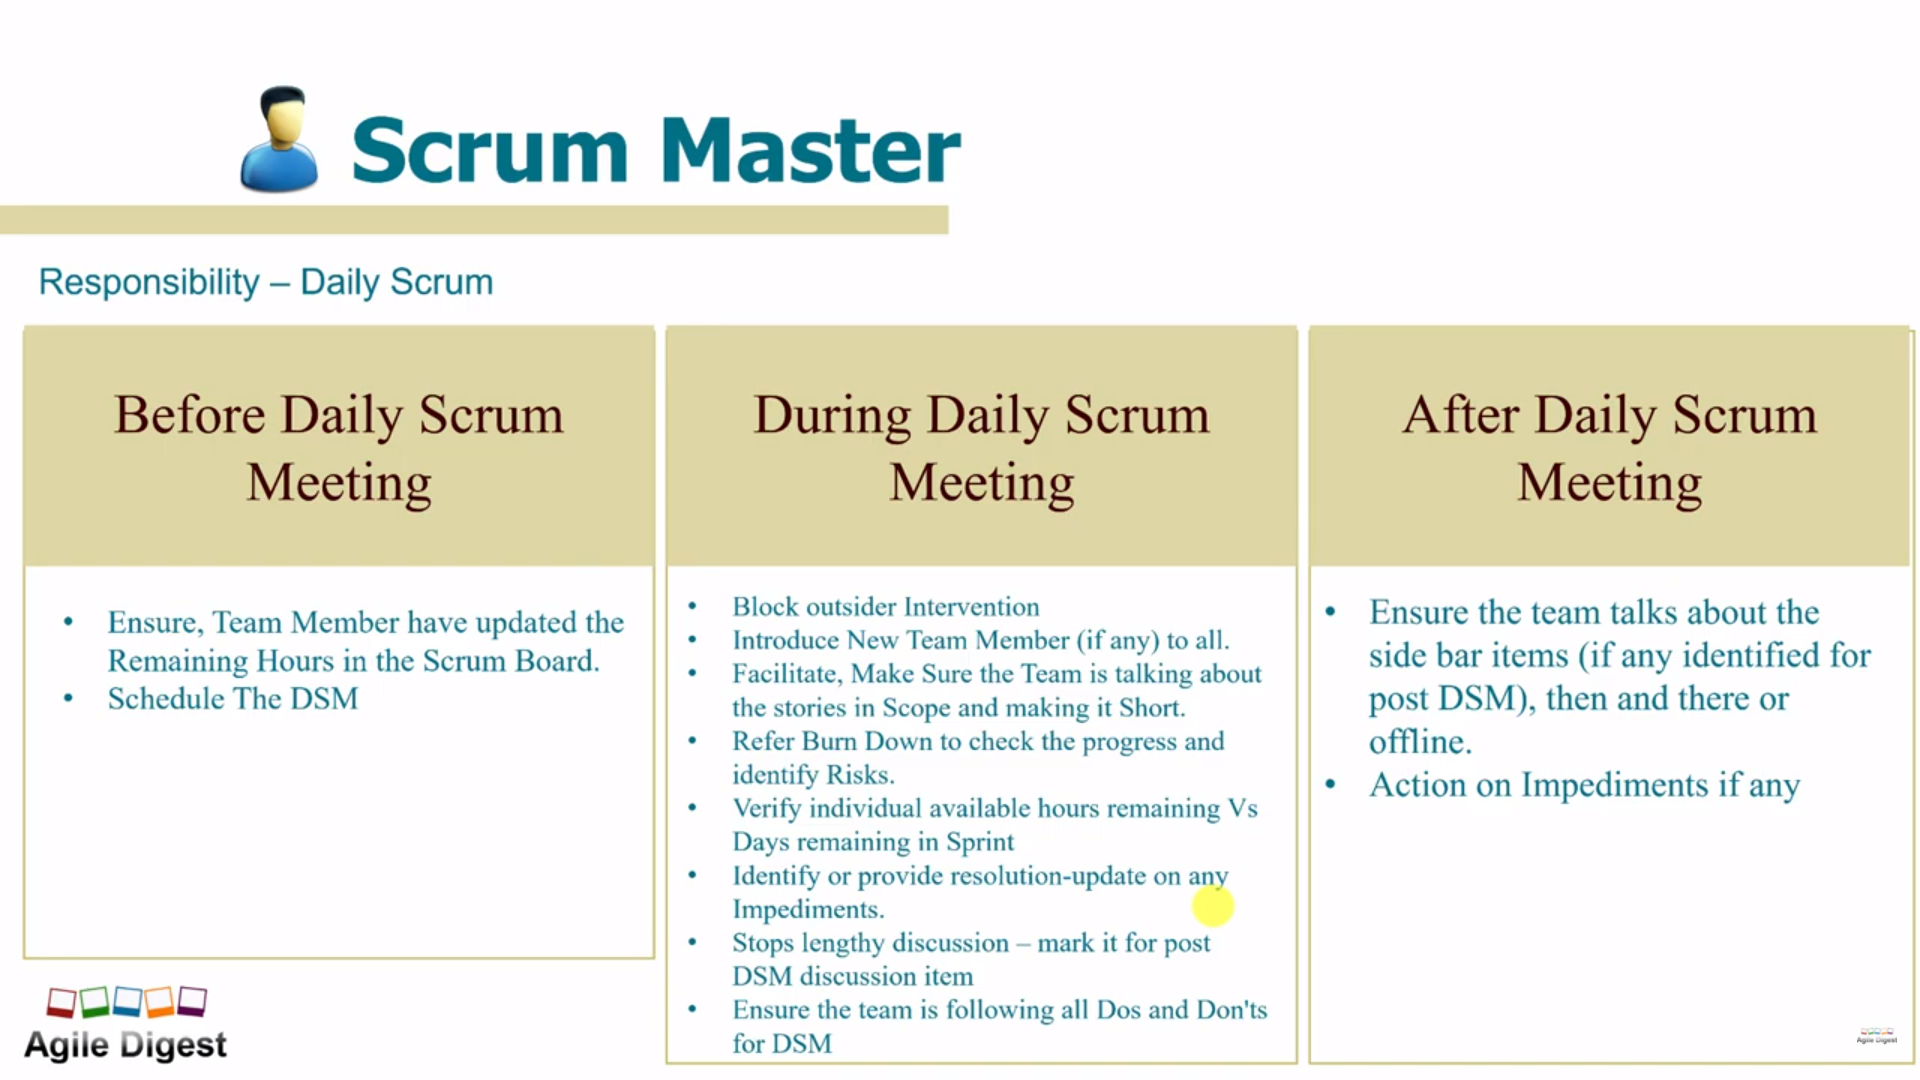 Scrum Master
Responsibility – Daily Scrum
Before Daily Scrum
Meeting
• Ensure, Team Member have updated the
Remaining Hours in the Scrum Board.
• Schedule The DSM
During Daily Scrum
Meeting
• Block outsider Intervention
• Introduce New Team Member (if any) to all.
• Facilitate, Make Sure the Team is talking about
the stories in Scope and making it Short.
• Refer Burn Down to check the progress and
identify Risks.
• Verify individual available hours remaining Vs
Days remaining in Sprint
• Identify or provide resolution-update on any
Impediments.
• Stops lengthy discussion – mark it for post
DSM discussion item
• Ensure the team is following all Dos and Don'ts
for DSM
After Daily Scrum
Meeting
• Ensure the team talks about the
side bar items (if any identified for
post DSM), then and there or
offline.
• Action on Impediments if any
Agile Digest
Agile Digest